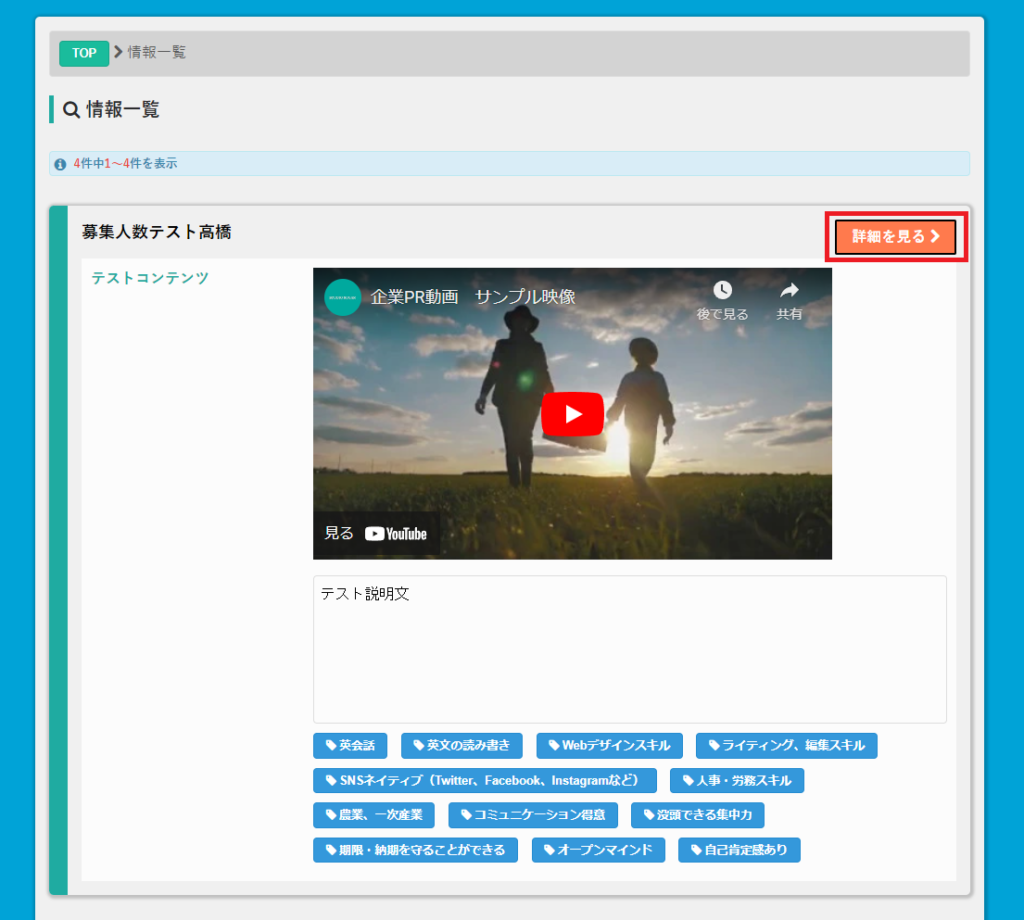 TOP 情報一覧
情報一覧
4件中1～4件を表示
募集人数テスト高橋
詳細を見る
テストコンテンツ
企業PR動画　サンプル映像
後で見る
共有
見る YouTube
テスト説明文
英会話 英文の読み書き Webデザインスキル ライティング、編集スキル
SNSネイティブ（Twitter、Facebook、Instagramなど） 人事・労務スキル
農業、一次産業 コミュニケーション得意 没頭できる集中力
期限・納期を守ることができる オープンマインド 自己肯定感あり